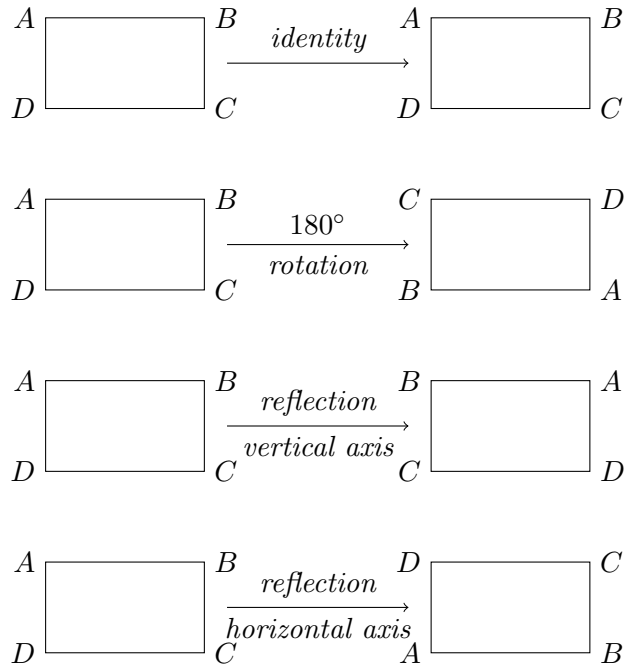 A B identity A B
D C D C
A B 180° C D
D C rotation B A
A B reflection B A
D C vertical axis C D
A B reflection D C
D C horizontal axis A B